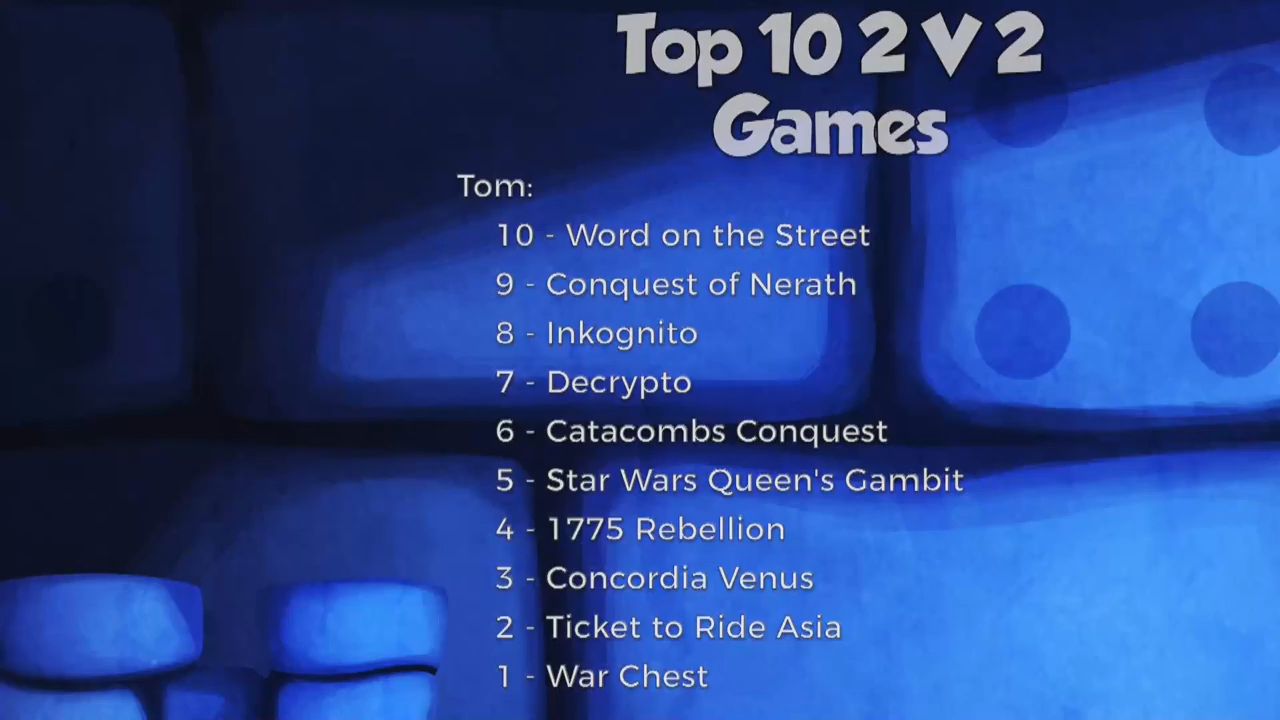 Top 10 2 V 2
Games
Tom:
10 - Word on the Street
9 - Conquest of Nerath
8 - Inkognito
7 - Decrypto
6 - Catacombs Conquest
5 - Star Wars Queen's Gambit
4 - 1775 Rebellion
3 - Concordia Venus
2 - Ticket to Ride Asia
1 - War Chest